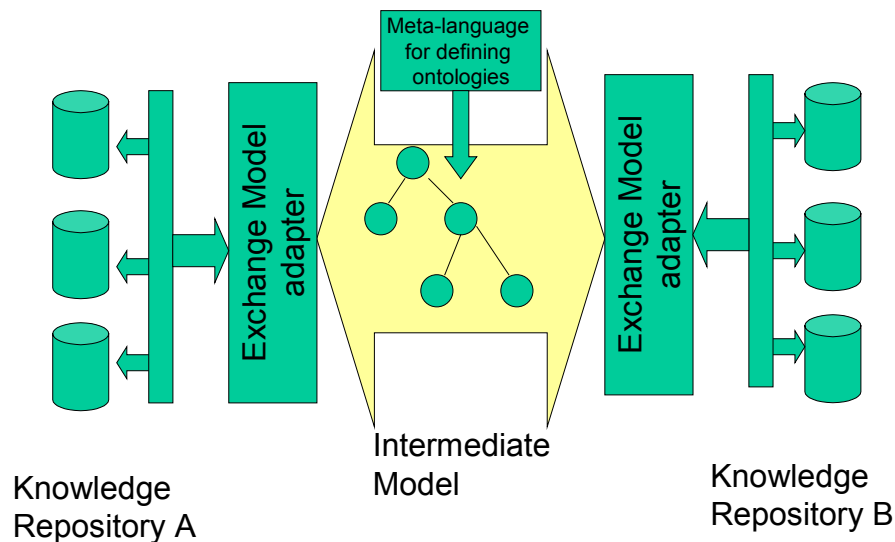 Meta-language
for defining
ontologies
Exchange Model
adapter
Exchange Model
adapter
Intermediate
Model
Knowledge
Repository A
Knowledge
Repository B